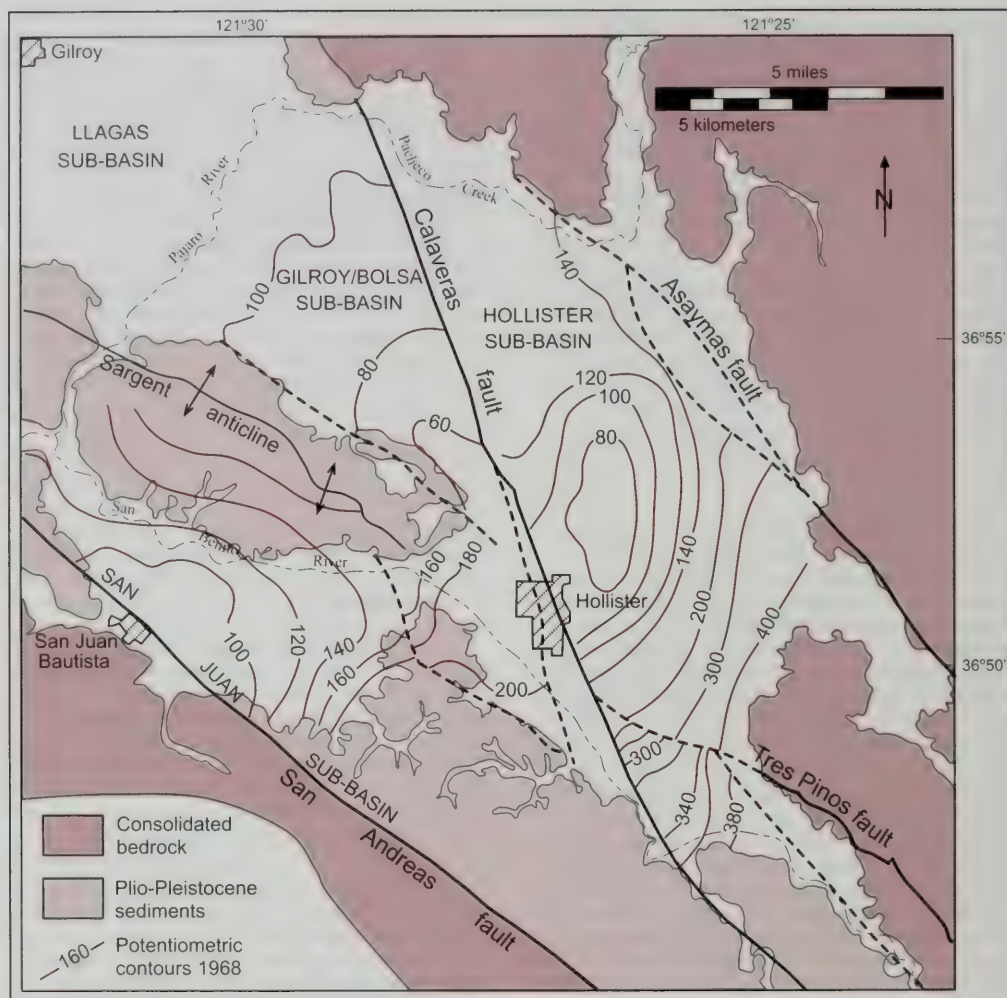 121°30'
121°25'
Gilroy
5 miles
5 kilometers
LLAGAS
SUB-BASIN
Pajaro
River
Pacheco
Creek
N
Calaveras
fault
140
100
GILROY/BOLSA
SUB-BASIN
HOLLISTER
SUB-BASIN
Asaymas fault
36°55'
80
Sargent
anticline
120
100
60
80
San
Benito
River
160
180
140
200
400
Hollister
SAN
JUAN
SUB-BASIN
San Juan
Bautista
100
120
140
160
300
36°50'
200
300
Tres Pinos fault
340
380
San
Andreas
fault
Consolidated
bedrock
Plio-Pleistocene
sediments
160
Potentiometric
contours 1968